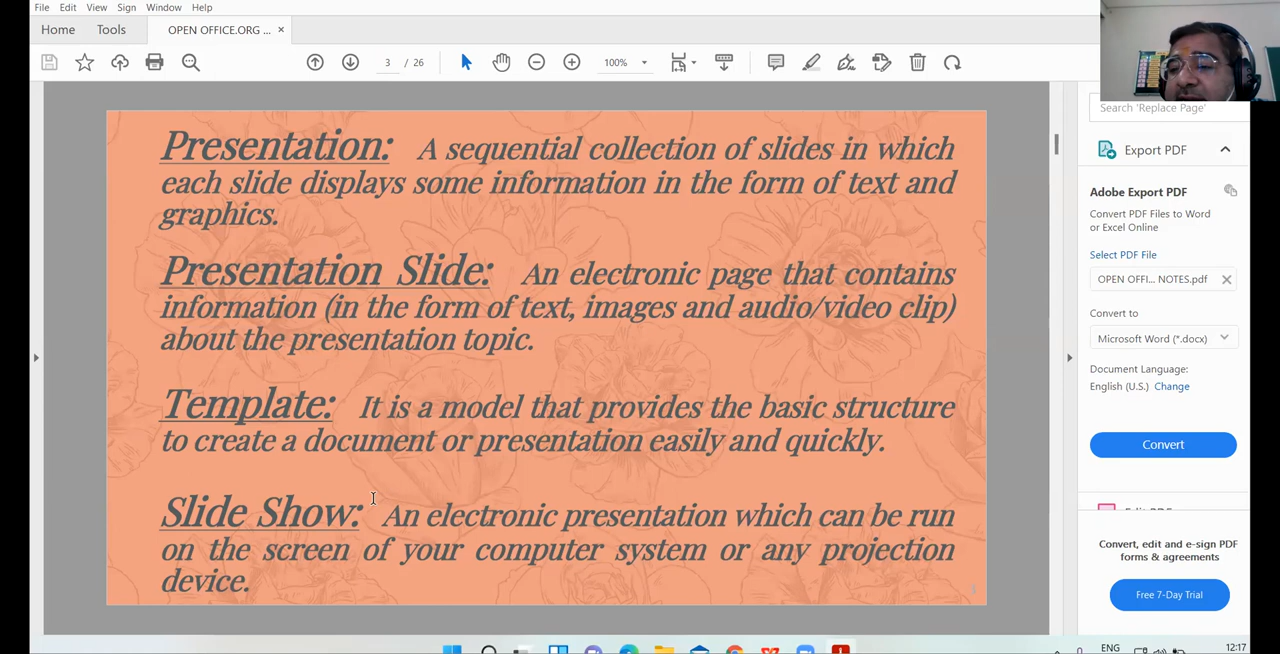 File Edit View Sign Window Help
Home Tools OPEN OFFICE.ORG ... ×
3 / 26 100%
Search 'Replace Page'
Export PDF
Adobe Export PDF
Convert PDF Files to Word
or Excel Online
Select PDF File
OPEN OFFI... NOTES.pdf
Convert to
Microsoft Word (*.docx)
Document Language:
English (U.S.) Change
Convert
Convert, edit and e-sign PDF
forms & agreements
Free 7-Day Trial
Presentation: A sequential collection of slides in which
each slide displays some information in the form of text and
graphics.
Presentation Slide: An electronic page that contains
information (in the form of text, images and audio/video clip)
about the presentation topic.
Template: It is a model that provides the basic structure
to create a document or presentation easily and quickly.
Slide Show: An electronic presentation which can be run
on the screen of your computer system or any projection
device.
ENG 12:17